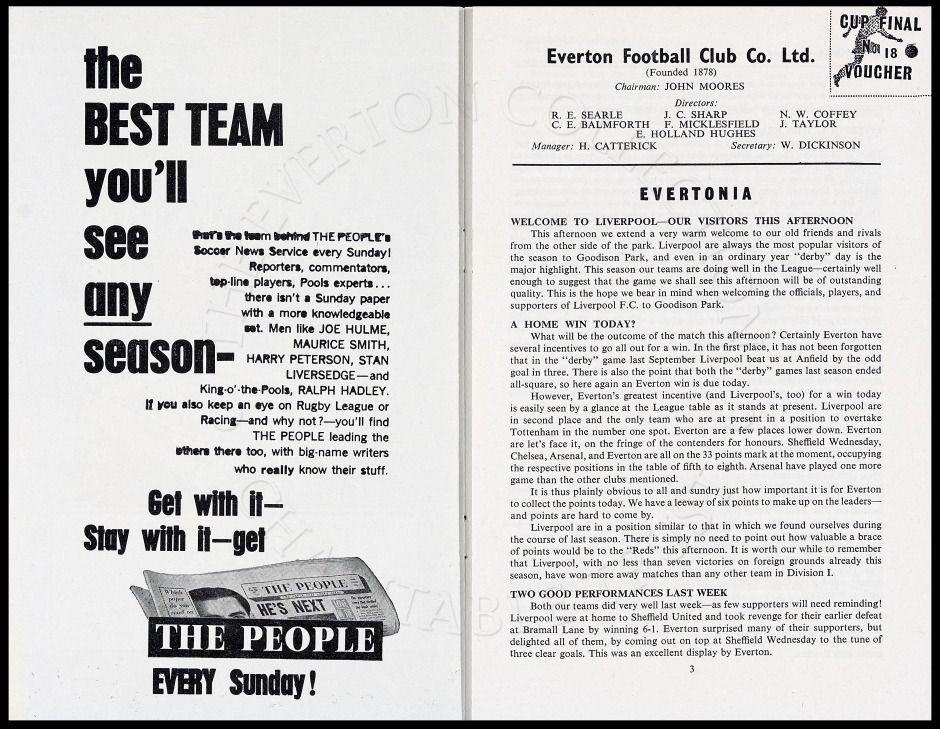 the
BEST TEAM
you'll
see
any
season-
that's the team behind THE PEOPLE's
Soccer News Service every Sunday!
Reporters, commentators,
top-line players, Pools experts...
there isn't a Sunday paper
with a more knowledgeable
set. Men like JOE HULME,
MAURICE SMITH,
HARRY PETERSON, STAN
LIVERSEDGE—and
King-o'-the-Pools, RALPH HADLEY.
If you also keep an eye on Rugby League or
Racing—and why not?—you'll find
THE PEOPLE leading the
others there too, with big-name writers
who really know their stuff.
Get with it—
Stay with it—get
THE PEOPLE
HE'S NEXT
THE PEOPLE
EVERY Sunday!
CUP FINAL
No 18
VOUCHER
Everton Football Club Co. Ltd.
(Founded 1878)
Chairman: JOHN MOORES
Directors:
R. E. SEARLE J. C. SHARP N. W. COFFEY
C. E. BALMFORTH F. MICKLESFIELD J. TAYLOR
E. HOLLAND HUGHES
Manager: H. CATTERICK Secretary: W. DICKINSON
EVERTONIA
WELCOME TO LIVERPOOL—OUR VISITORS THIS AFTERNOON
This afternoon we extend a very warm welcome to our old friends and rivals
from the other side of the park. Liverpool are always the most popular visitors of
the season to Goodison Park, and even in an ordinary year "derby" day is the
major highlight. This season our teams are doing well in the League—certainly well
enough to suggest that the game we shall see this afternoon will be of outstanding
quality. This is the hope we bear in mind when welcoming the officials, players, and
supporters of Liverpool F.C. to Goodison Park.
A HOME WIN TODAY?
What will be the outcome of the match this afternoon? Certainly Everton have
several incentives to go all out for a win. In the first place, it has not been forgotten
that in the "derby" game last September Liverpool beat us at Anfield by the odd
goal in three. There is also the point that both the "derby" games last season ended
all-square, so here again an Everton win is due today.
However, Everton's greatest incentive (and Liverpool's, too) for a win today
is easily seen by a glance at the League table as it stands at present. Liverpool are
in second place and the only team who are at present in a position to overtake
Tottenham in the number one spot. Everton are a few places lower down. Everton
are let's face it, on the fringe of the contenders for honours. Sheffield Wednesday,
Chelsea, Arsenal, and Everton are all on the 33 points mark at the moment, occupying
the respective positions in the table of fifth to eighth. Arsenal have played one more
game than the other clubs mentioned.
It is thus plainly obvious to all and sundry just how important it is for Everton
to collect the points today. We have a leeway of six points to make up on the leaders—
and points are hard to come by.
Liverpool are in a position similar to that in which we found ourselves during
the course of last season. There is simply no need to point out how valuable a brace
of points would be to the "Reds" this afternoon. It is worth our while to remember
that Liverpool, with no less than seven victories on foreign grounds already this
season, have won more away matches than any other team in Division I.
TWO GOOD PERFORMANCES LAST WEEK
Both our teams did very well last week—as few supporters will need reminding!
Liverpool were at home to Sheffield United and took revenge for their earlier defeat
at Bramall Lane by winning 6-1. Everton surprised many of their supporters, but
delighted all of them, by coming out on top at Sheffield Wednesday to the tune of
three clear goals. This was an excellent display by Everton.
3